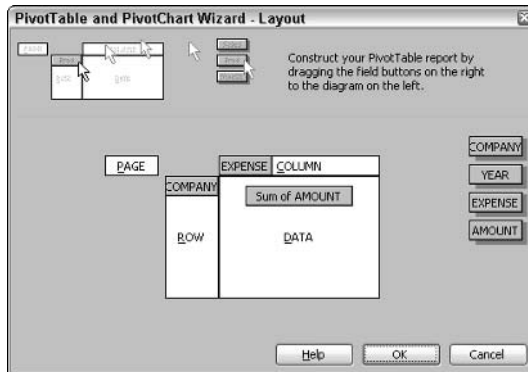 PivotTable and PivotChart Wizard - Layout
PAGE
Construct your PivotTable report by
dragging the field buttons on the right
to the diagram on the left.
PAGE
EXPENSE COLUMN
COMPANY
Sum of AMOUNT
ROW
DATA
COMPANY
YEAR
EXPENSE
AMOUNT
Help
OK
Cancel